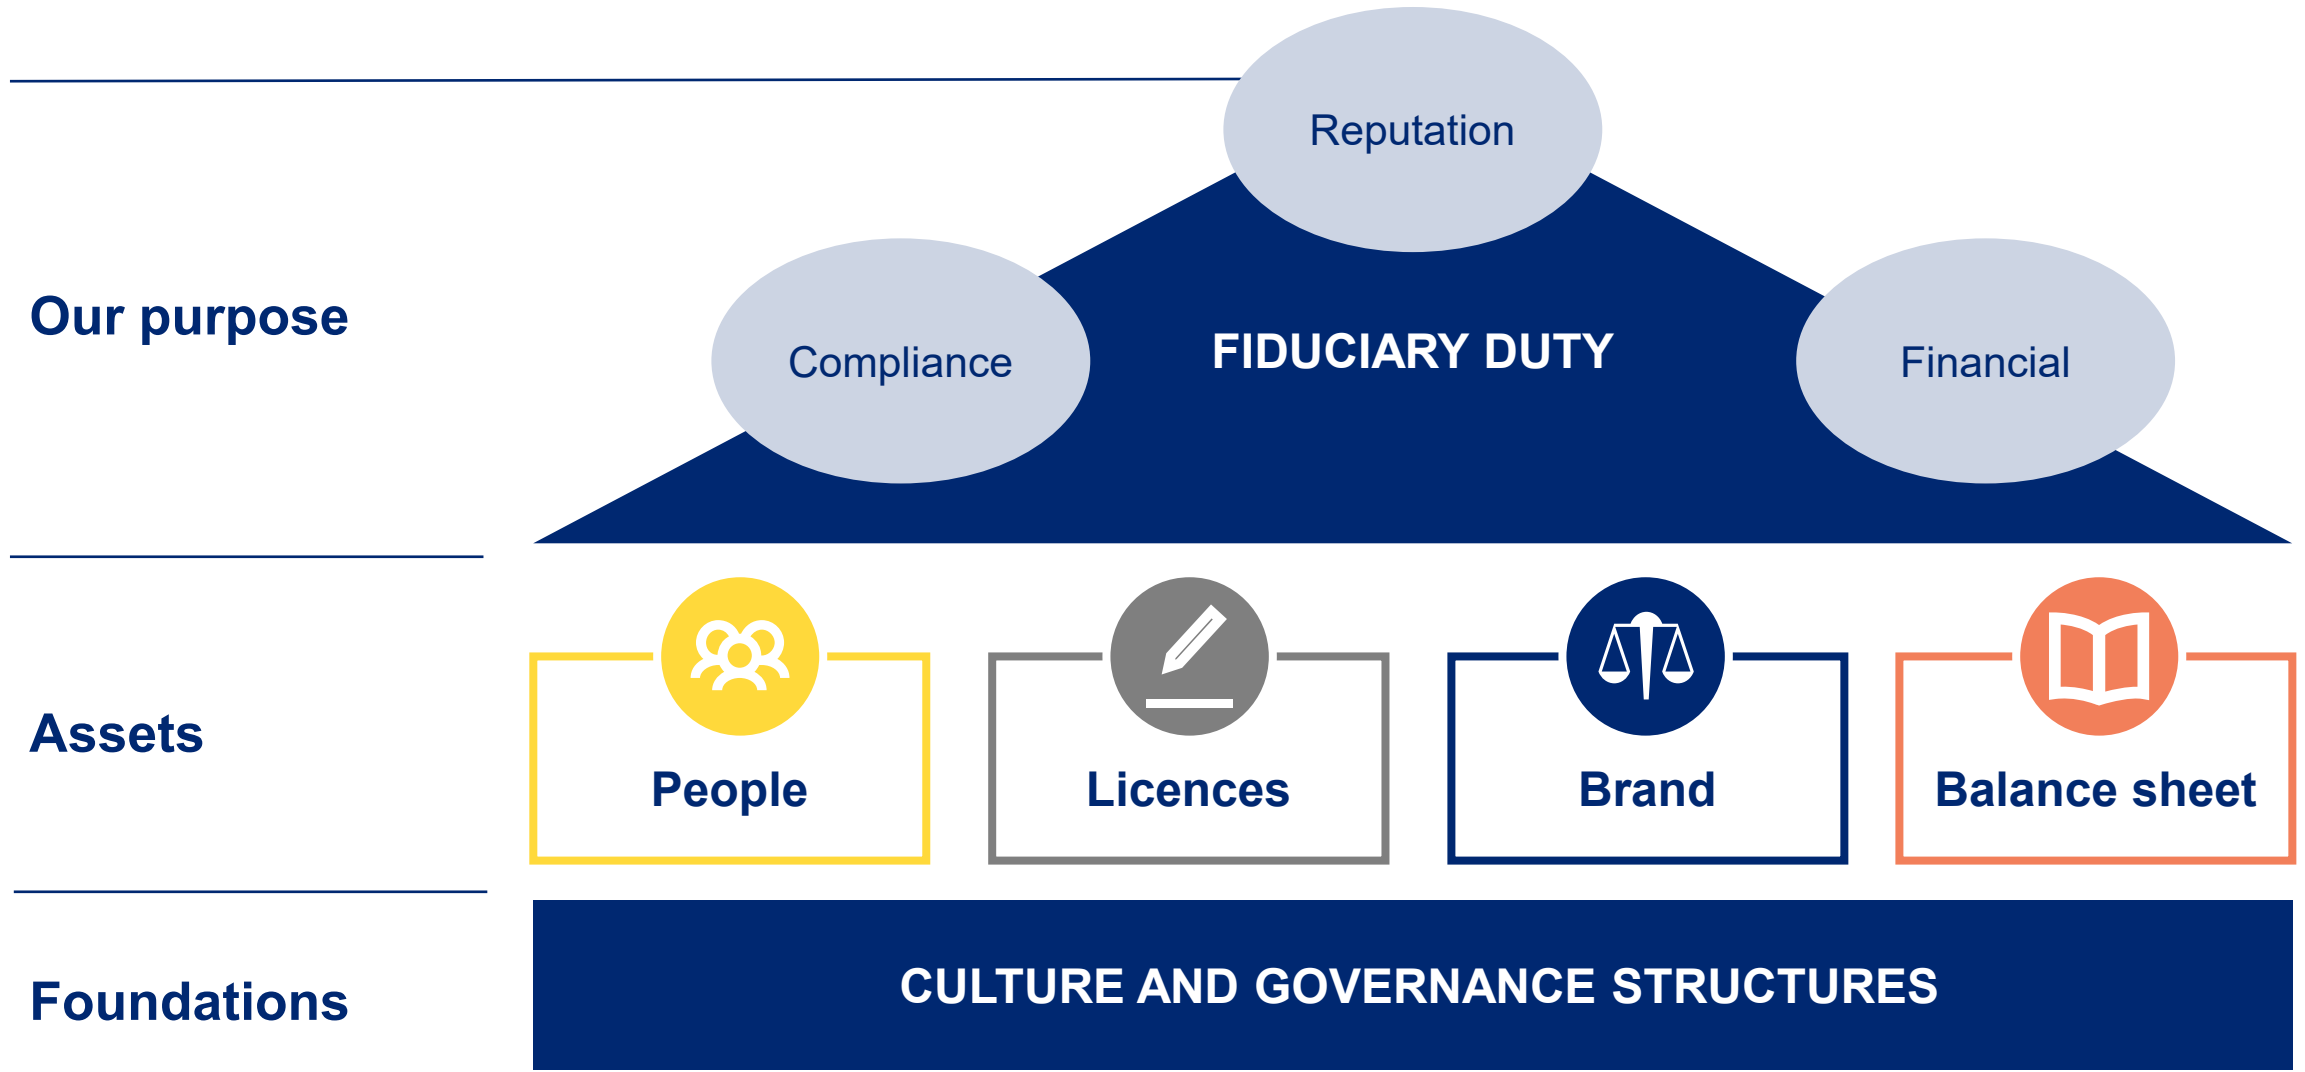 Reputation
Our purpose
Compliance
FIDUCIARY DUTY
Financial
Assets
People
Licences
Brand
Balance sheet
Foundations
CULTURE AND GOVERNANCE STRUCTURES